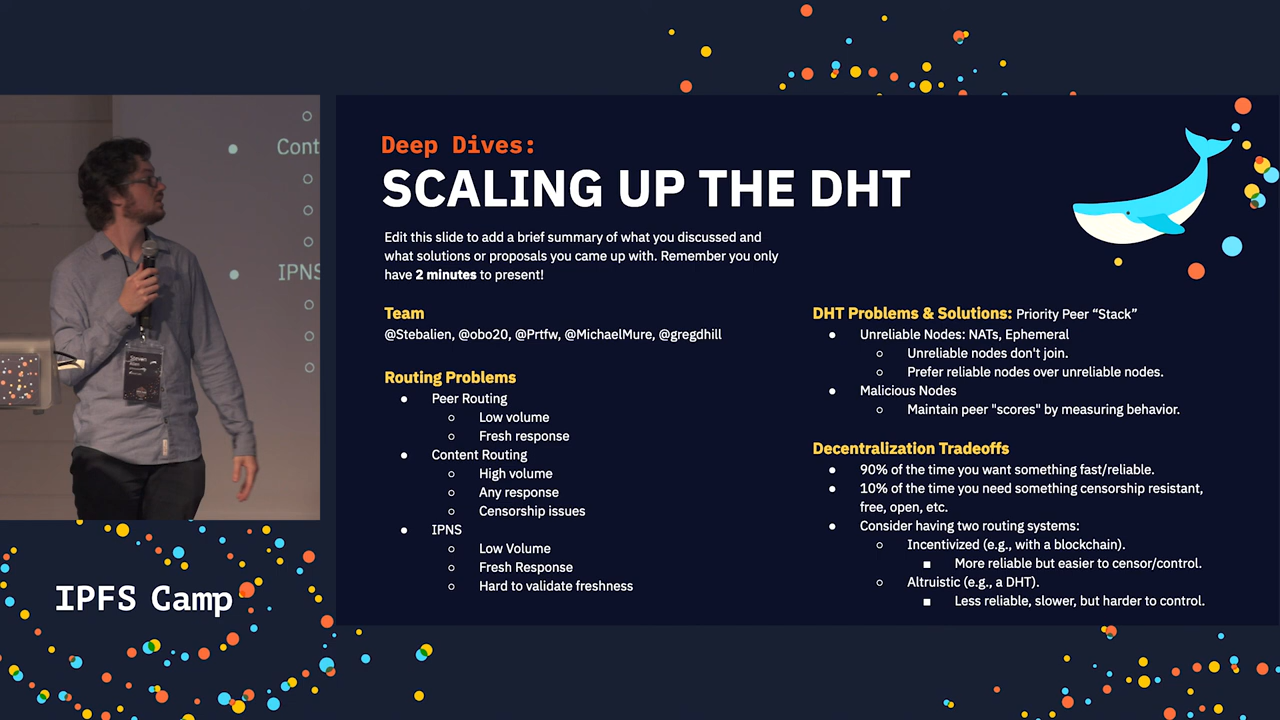 Cont
IPNS
Steven
IPFS Camp
Deep Dives:
SCALING UP THE DHT
Edit this slide to add a brief summary of what you discussed and
what solutions or proposals you came up with. Remember you only
have 2 minutes to present!
Team
@Stebalien, @obo20, @Prtfw, @MichaelMure, @gregdhill
Routing Problems
● Peer Routing
○ Low volume
○ Fresh response
● Content Routing
○ High volume
○ Any response
○ Censorship issues
● IPNS
○ Low Volume
○ Fresh Response
○ Hard to validate freshness
DHT Problems & Solutions: Priority Peer “Stack”
● Unreliable Nodes: NATs, Ephemeral
○ Unreliable nodes don't join.
○ Prefer reliable nodes over unreliable nodes.
● Malicious Nodes
○ Maintain peer "scores" by measuring behavior.
Decentralization Tradeoffs
● 90% of the time you want something fast/reliable.
● 10% of the time you need something censorship resistant,
free, open, etc.
● Consider having two routing systems:
○ Incentivized (e.g., with a blockchain).
■ More reliable but easier to censor/control.
○ Altruistic (e.g., a DHT).
■ Less reliable, slower, but harder to control.